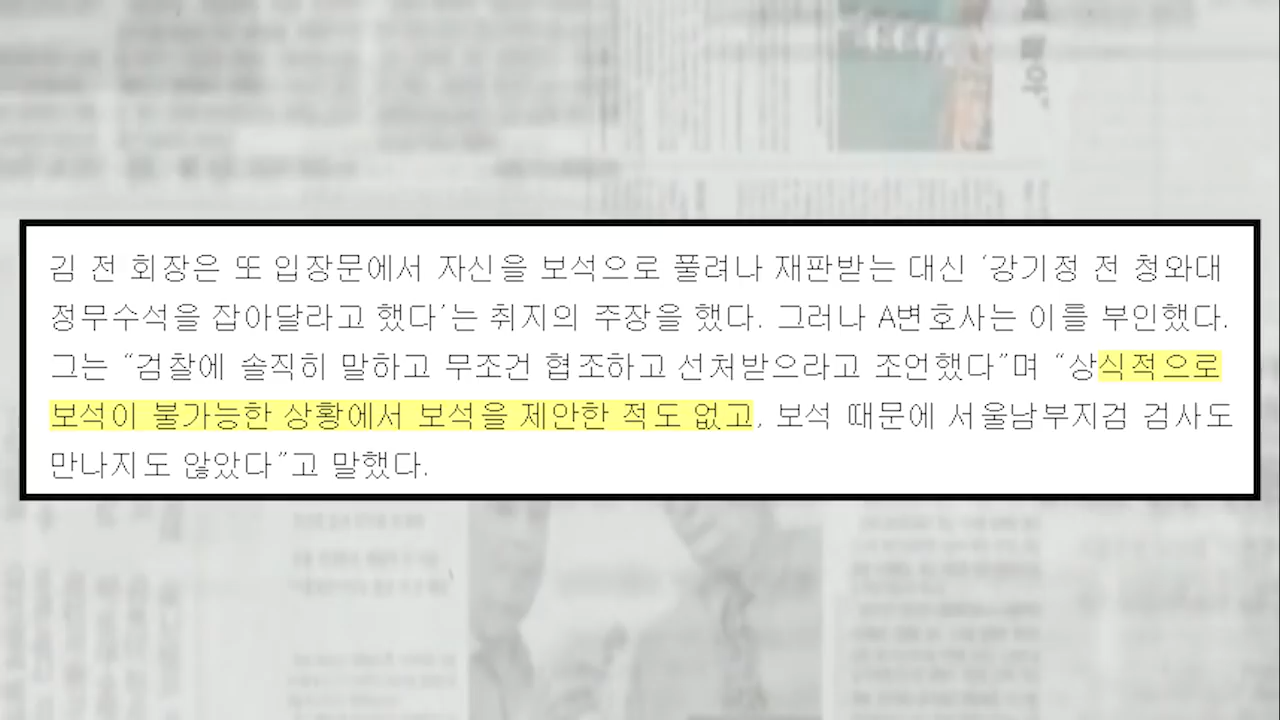 김 전 회장은 또 입장문에서 자신을 보석으로 풀려나 재판받는 대신 ‘강기정 전 청와대
정무수석을 잡아달라고 했다’는 취지의 주장을 했다. 그러나 A변호사는 이를 부인했다.
그는 “검찰에 솔직히 말하고 무조건 협조하고 선처받으라고 조언했다”며 “상식적으로
보석이 불가능한 상황에서 보석을 제안한 적도 없고, 보석 때문에 서울남부지검 검사도
만나지도 않았다”고 말했다.